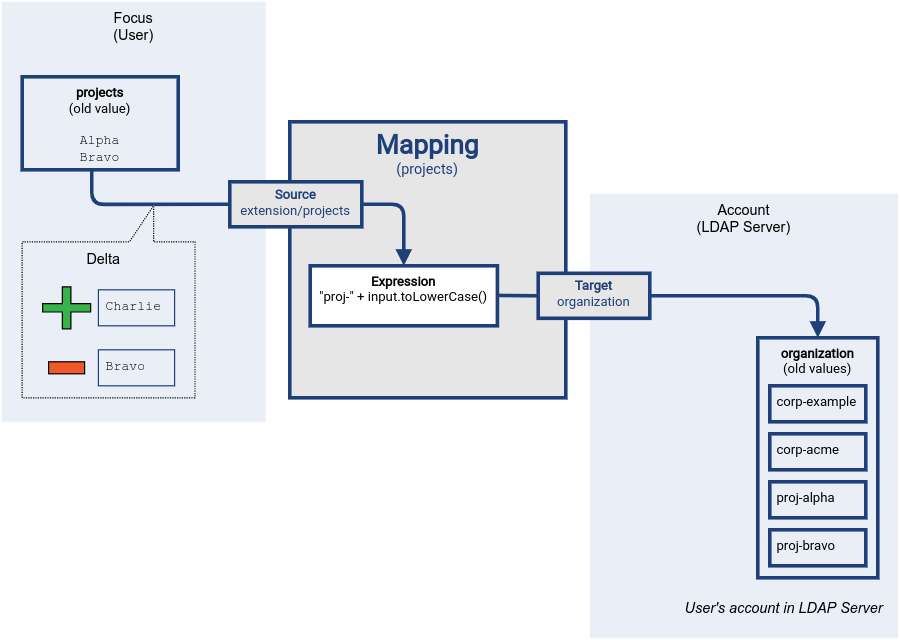 Focus
(User)
projects
(old value)
Alpha
Bravo
Delta
Charlie
Bravo
Mapping
(projects)
Source
extension/projects
Expression
"proj-" + input.toLowerCase()
Target
organization
Account
(LDAP Server)
organization
(old values)
corp-example
corp-acme
proj-alpha
proj-bravo
User's account in LDAP Server